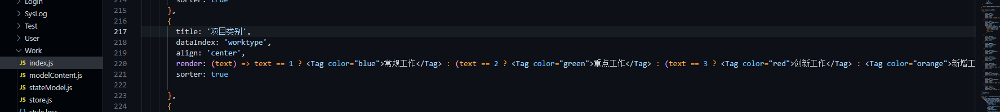 Login
SysLog
Test
User
Work
JS index.js
JS modelContent.js
JS stateModel.js
JS store.js
{} style.less
214 sorter: true
215 },
216 {
217 title: '项目类别',
218 dataIndex: 'worktype',
219 align: 'center',
220 render: (text) => text == 1 ? <Tag color="blue">常规工作</Tag> : (text == 2 ? <Tag color="green">重点工作</Tag> : (text == 3 ? <Tag color="red">创新工作</Tag> : <Tag color="orange">新增工
221 sorter: true
222
223 },
224 {